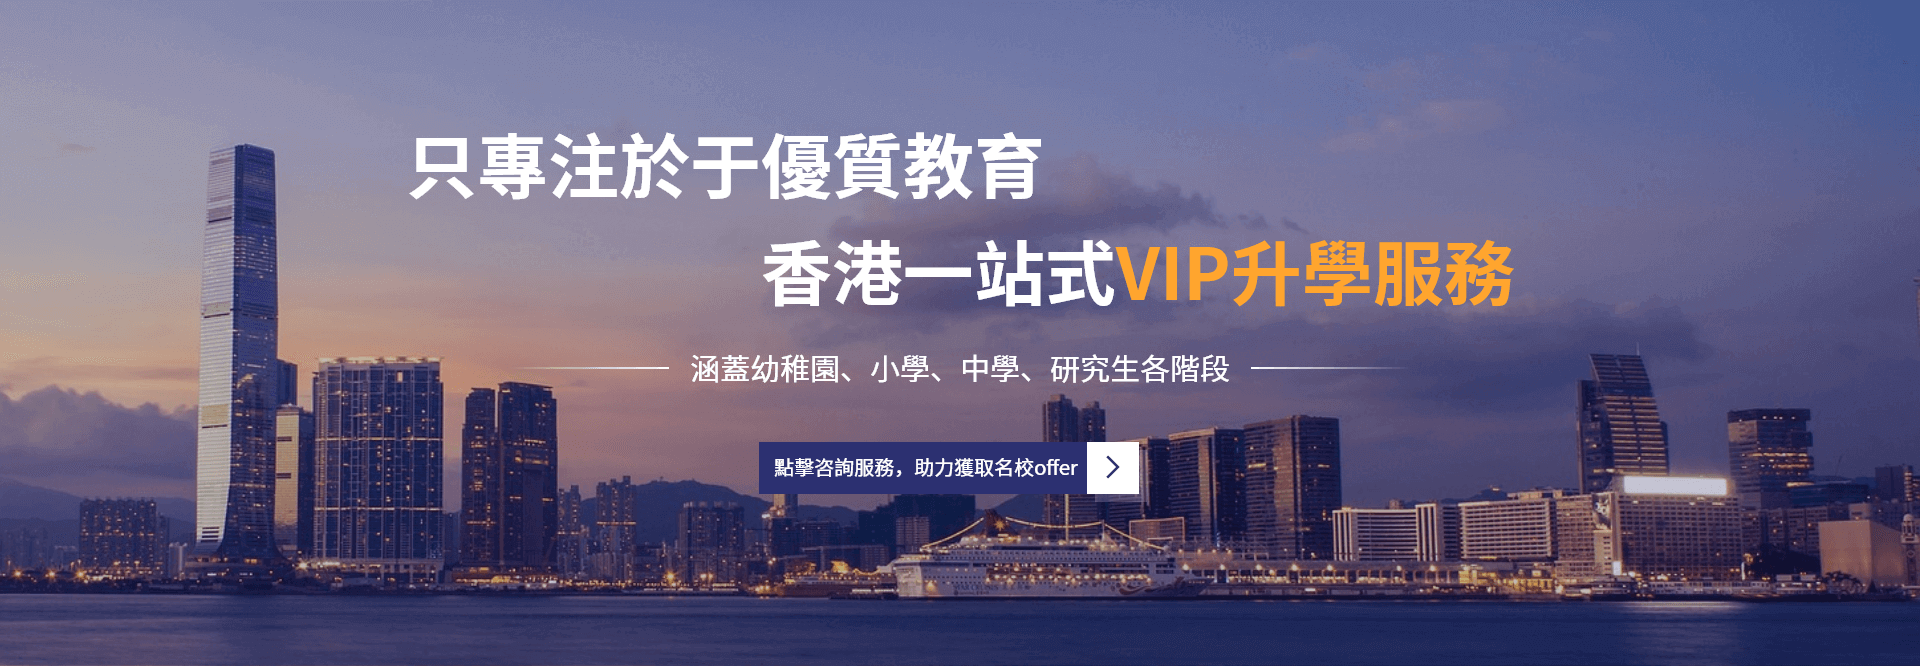 只專注於于優質教育
香港一站式VIP升學服務
涵蓋幼稚園、小學、中學、研究生各階段
點擊咨詢服務，助力獲取名校offer